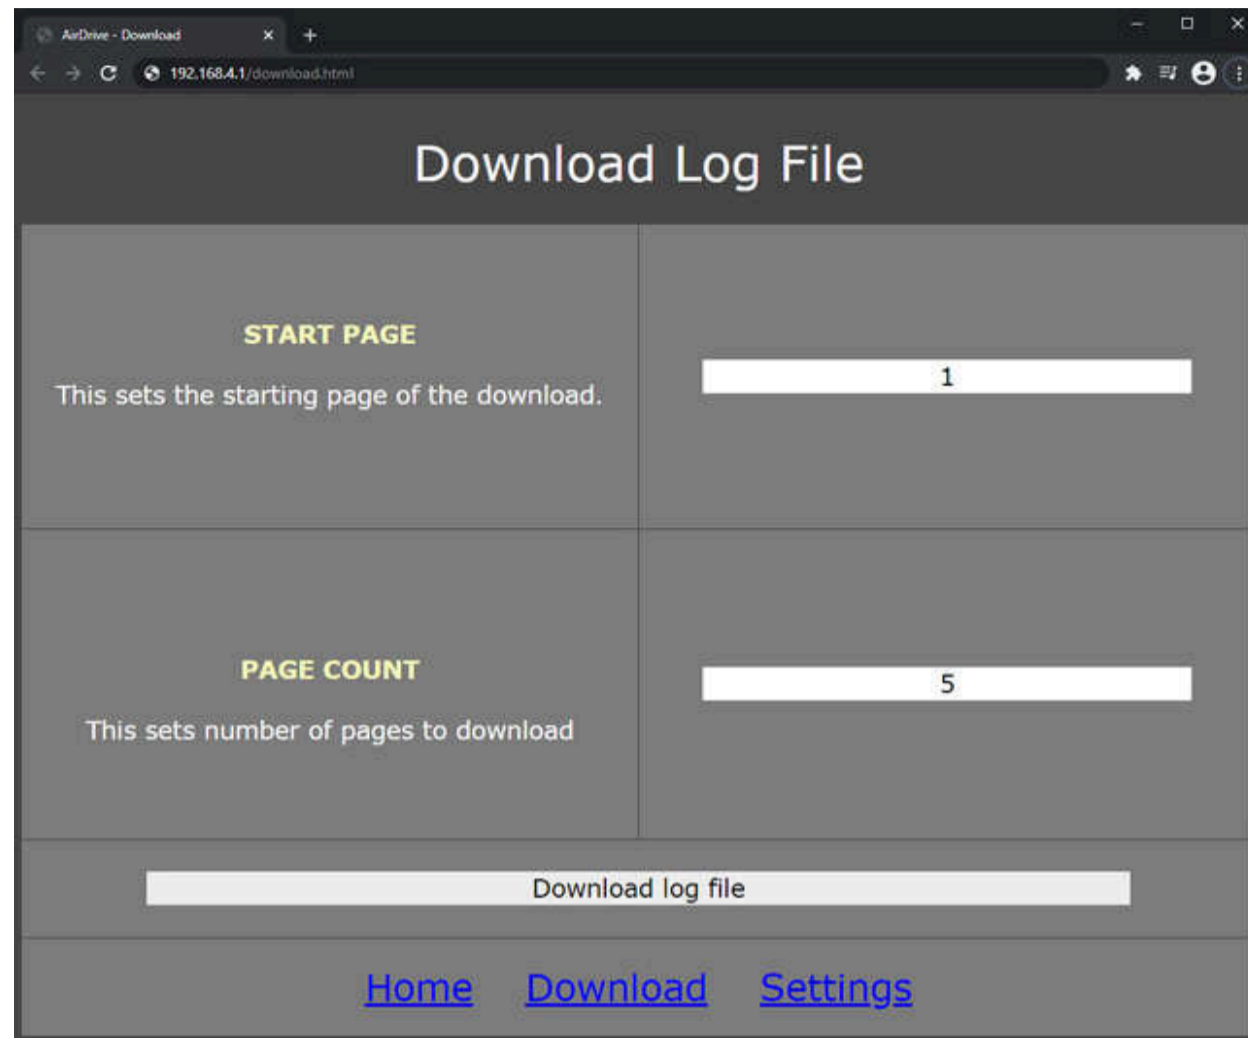 AirDrive - Download
192.168.4.1/download.html
Download Log File
START PAGE
This sets the starting page of the download.
1
PAGE COUNT
This sets number of pages to download
5
Download log file
Home Download Settings